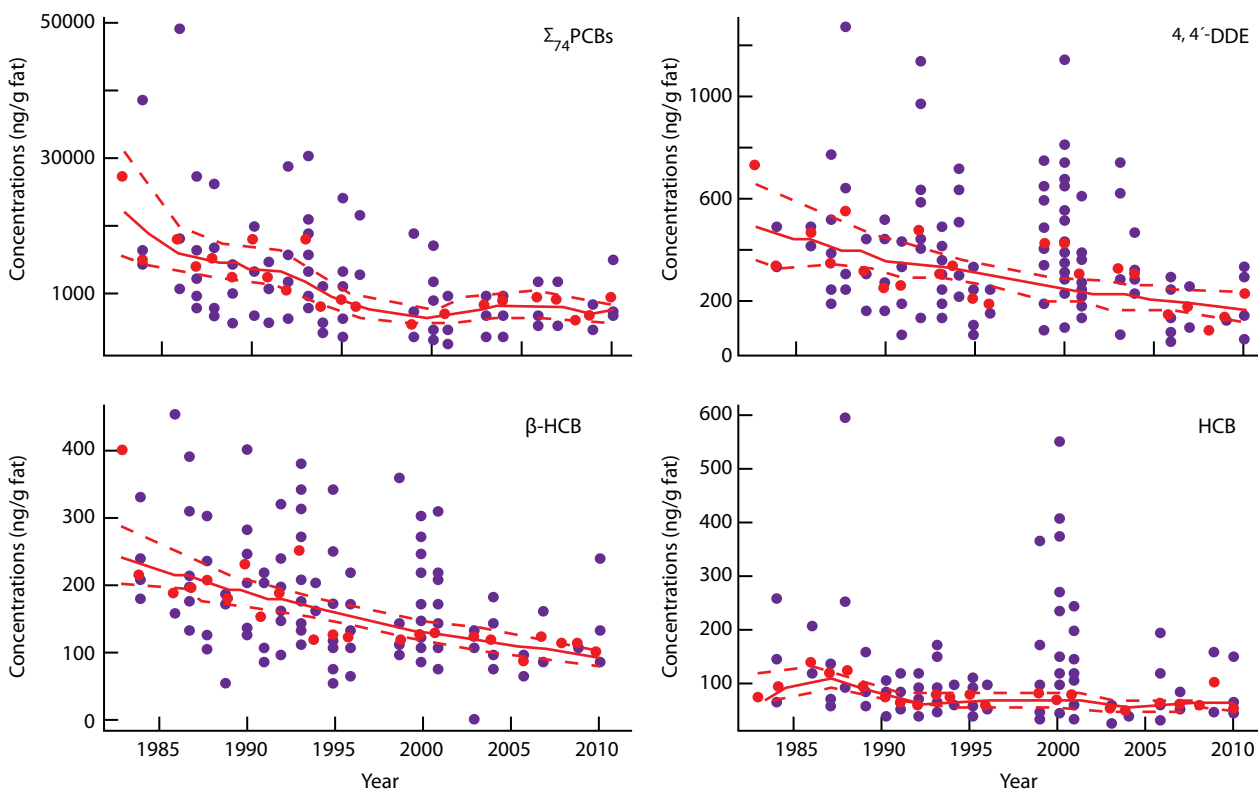 Σ74PCBs
Concentrations (ng/g fat)
50000
30000
1000
4,4´-DDE
Concentrations (ng/g fat)
1000
600
200
0
β-HCB
Concentrations (ng/g fat)
400
300
200
100
0
1985 1990 1995 2000 2005 2010
Year
HCB
Concentrations (ng/g fat)
600
500
400
300
200
100
0
1985 1990 1995 2000 2005 2010
Year